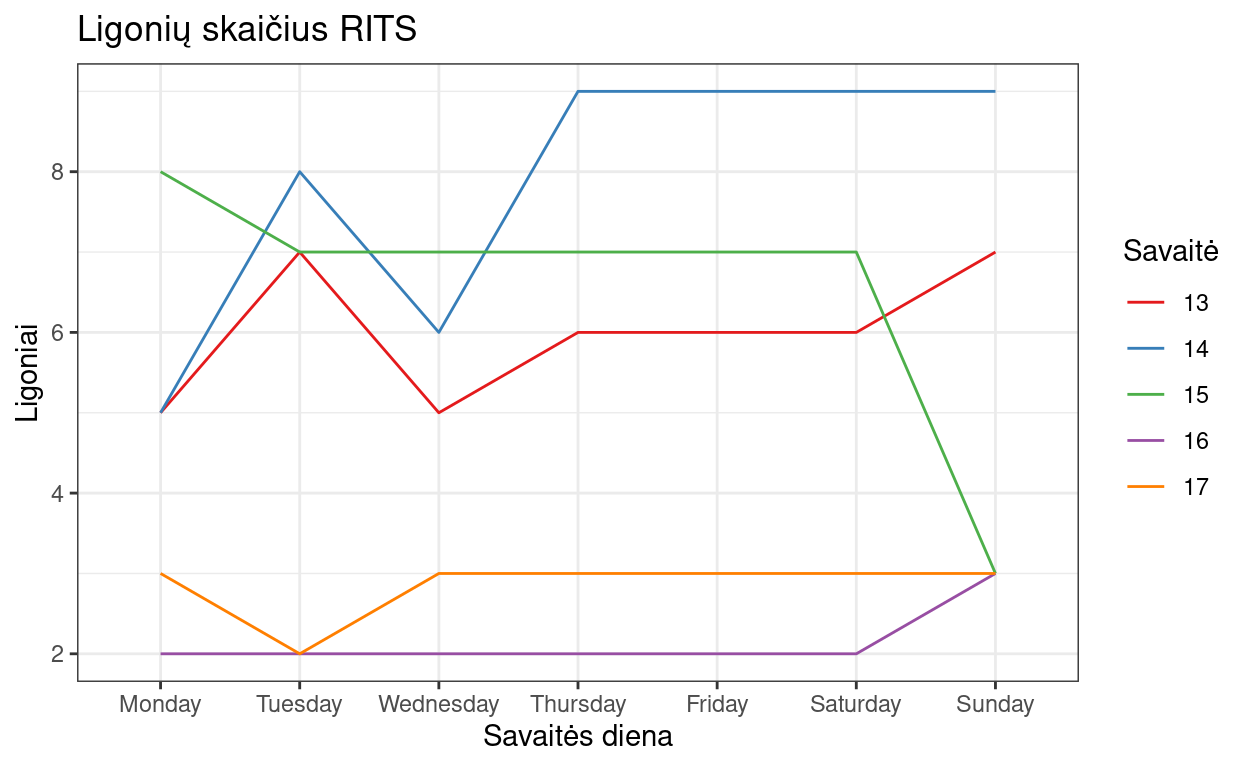 Ligonių skaičius RITS
Ligoniai
8
6
4
2
Monday Tuesday Wednesday Thursday Friday Saturday Sunday
Savaitės diena
Savaitė
13
14
15
16
17